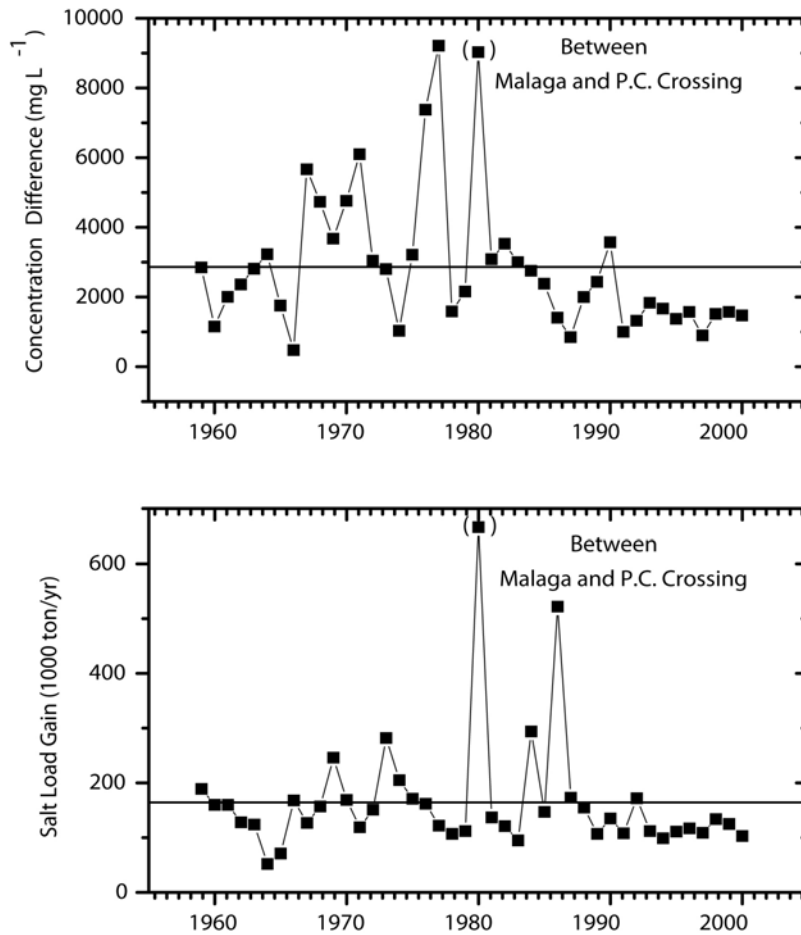 10000
8000
6000
4000
2000
0
Concentration Difference (mg L⁻¹)
( )
Between
Malaga and P.C. Crossing
1960 1970 1980 1990 2000
600
400
200
0
Salt Load Gain (1000 ton/yr)
( )
Between
Malaga and P.C. Crossing
1960 1970 1980 1990 2000